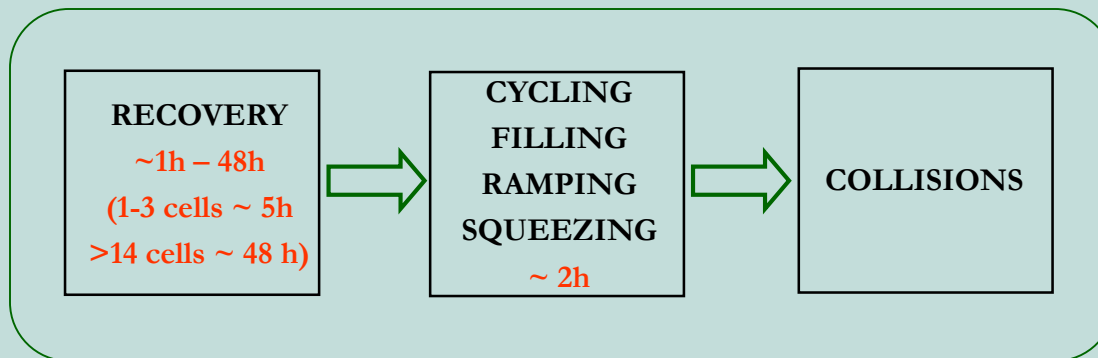 RECOVERY
~1h – 48h
(1-3 cells ~ 5h
>14 cells ~ 48 h)
CYCLING
FILLING
RAMPING
SQUEEZING
~ 2h
COLLISIONS